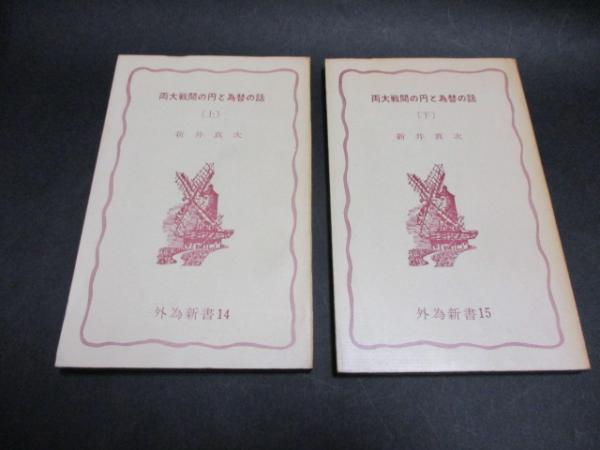 両大戦間の円と為替の話
〔上〕
新井真次
外為新書14
両大戦間の円と為替の話
〔下〕
新井真次
外為新書15